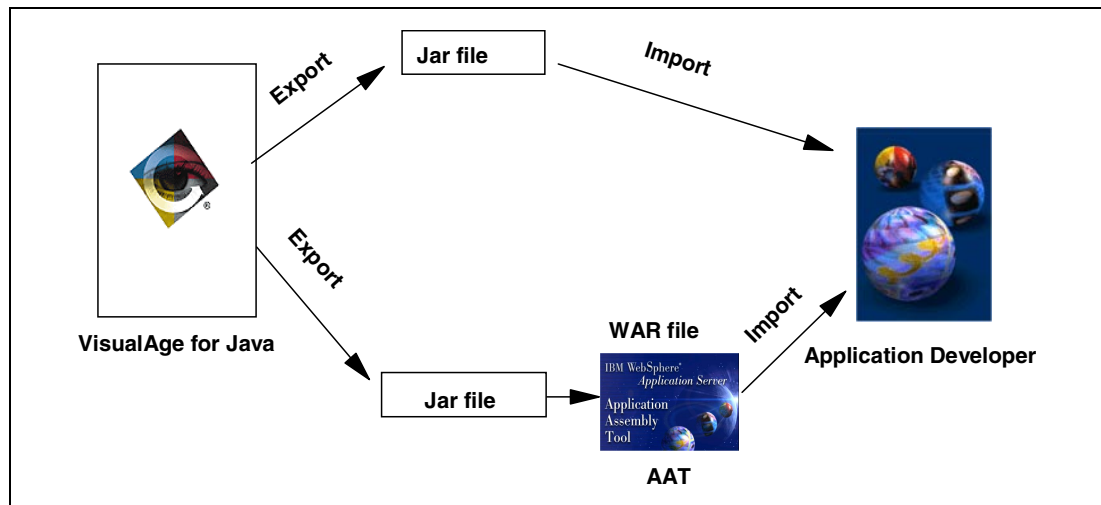 Export
Jar file
Import
®
VisualAge for Java
Export
Jar file
WAR file
IBM WebSphere®
Application Server
Application
Assembly
Tool
AAT
Import
Application Developer